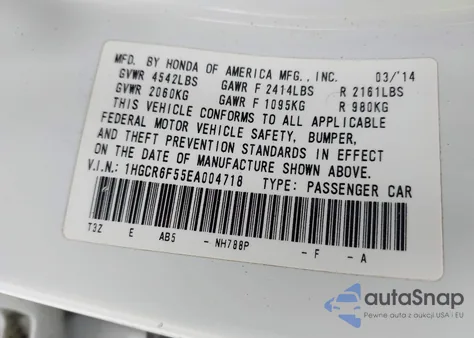 MFD. BY HONDA OF AMERICA MFG., INC. 03/'14
GVWR 4542LBS GAWR F 2414LBS R 2161LBS
GVWR 2060KG GAWR F 1095KG R 980KG
THIS VEHICLE CONFORMS TO ALL APPLICABLE
FEDERAL MOTOR VEHICLE SAFETY, BUMPER,
AND THEFT PREVENTION STANDARDS IN EFFECT
ON THE DATE OF MANUFACTURE SHOWN ABOVE.
V.I.N.: 1HGCR6F55EA004718 TYPE: PASSENGER CAR
T3Z E AB5 - NH788P - F - A
autoSnap
Pewne auta z aukcji USA i EU